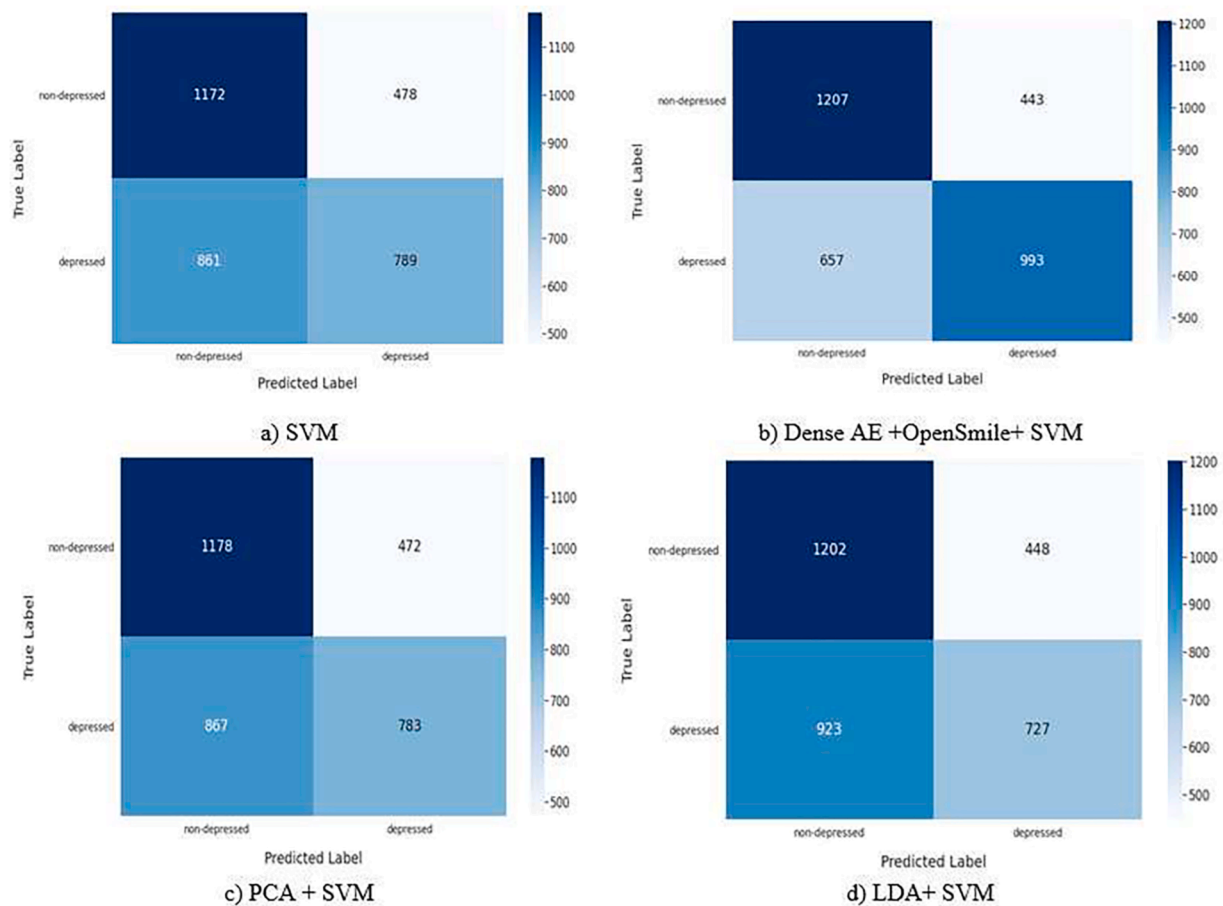 1172
478
861
789
non-depressed
depressed
True Label
non-depressed
depressed
Predicted Label
1100
1000
900
800
700
600
500
a) SVM
1207
443
657
993
non-depressed
depressed
True Label
non-depressed
depressed
Predicted Label
1200
1100
1000
900
800
700
600
500
b) Dense AE +OpenSmile+ SVM
1178
472
867
783
non-depressed
depressed
True Label
non-depressed
depressed
Predicted Label
1100
1000
900
800
700
600
500
c) PCA + SVM
1202
448
923
727
non-depressed
depressed
True Label
non-depressed
depressed
Predicted Label
1200
1100
1000
900
800
700
600
500
d) LDA+ SVM